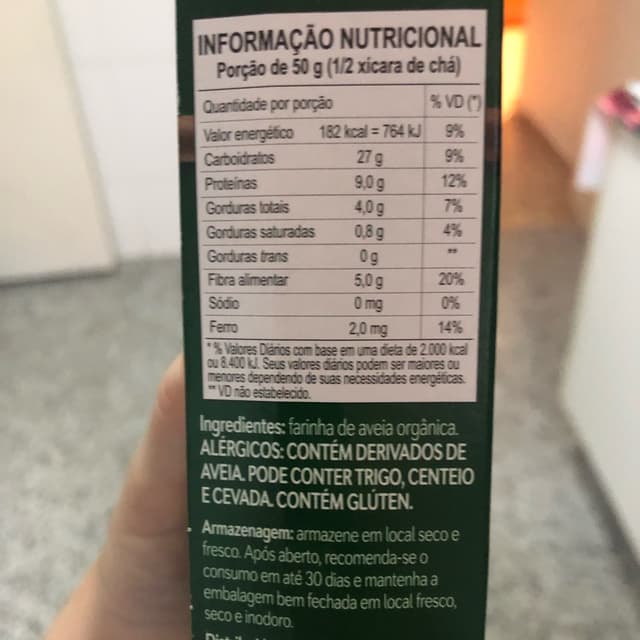 INFORMAÇÃO NUTRICIONAL
Porção de 50 g (1/2 xícara de chá)
Quantidade por porção % VD (*)
Valor energético 182 kcal = 764 kJ 9%
Carboidratos 27 g 9%
Proteínas 9,0 g 12%
Gorduras totais 4,0 g 7%
Gorduras saturadas 0,8 g 4%
Gorduras trans 0 g **
Fibra alimentar 5,0 g 20%
Sódio 0 mg 0%
Ferro 2,0 mg 14%
* % Valores Diários com base em uma dieta de 2.000 kcal
ou 8.400 kJ. Seus valores diários podem ser maiores ou
menores dependendo de suas necessidades energéticas.
** VD não estabelecido.
Ingredientes: farinha de aveia orgânica.
ALÉRGICOS: CONTÉM DERIVADOS DE
AVEIA. PODE CONTER TRIGO, CENTEIO
E CEVADA. CONTÉM GLÚTEN.
Armazenagem: armazene em local seco e
fresco. Após aberto, recomenda-se o
consumo em até 30 dias e mantenha a
embalagem bem fechada em local fresco,
seco e inodoro.